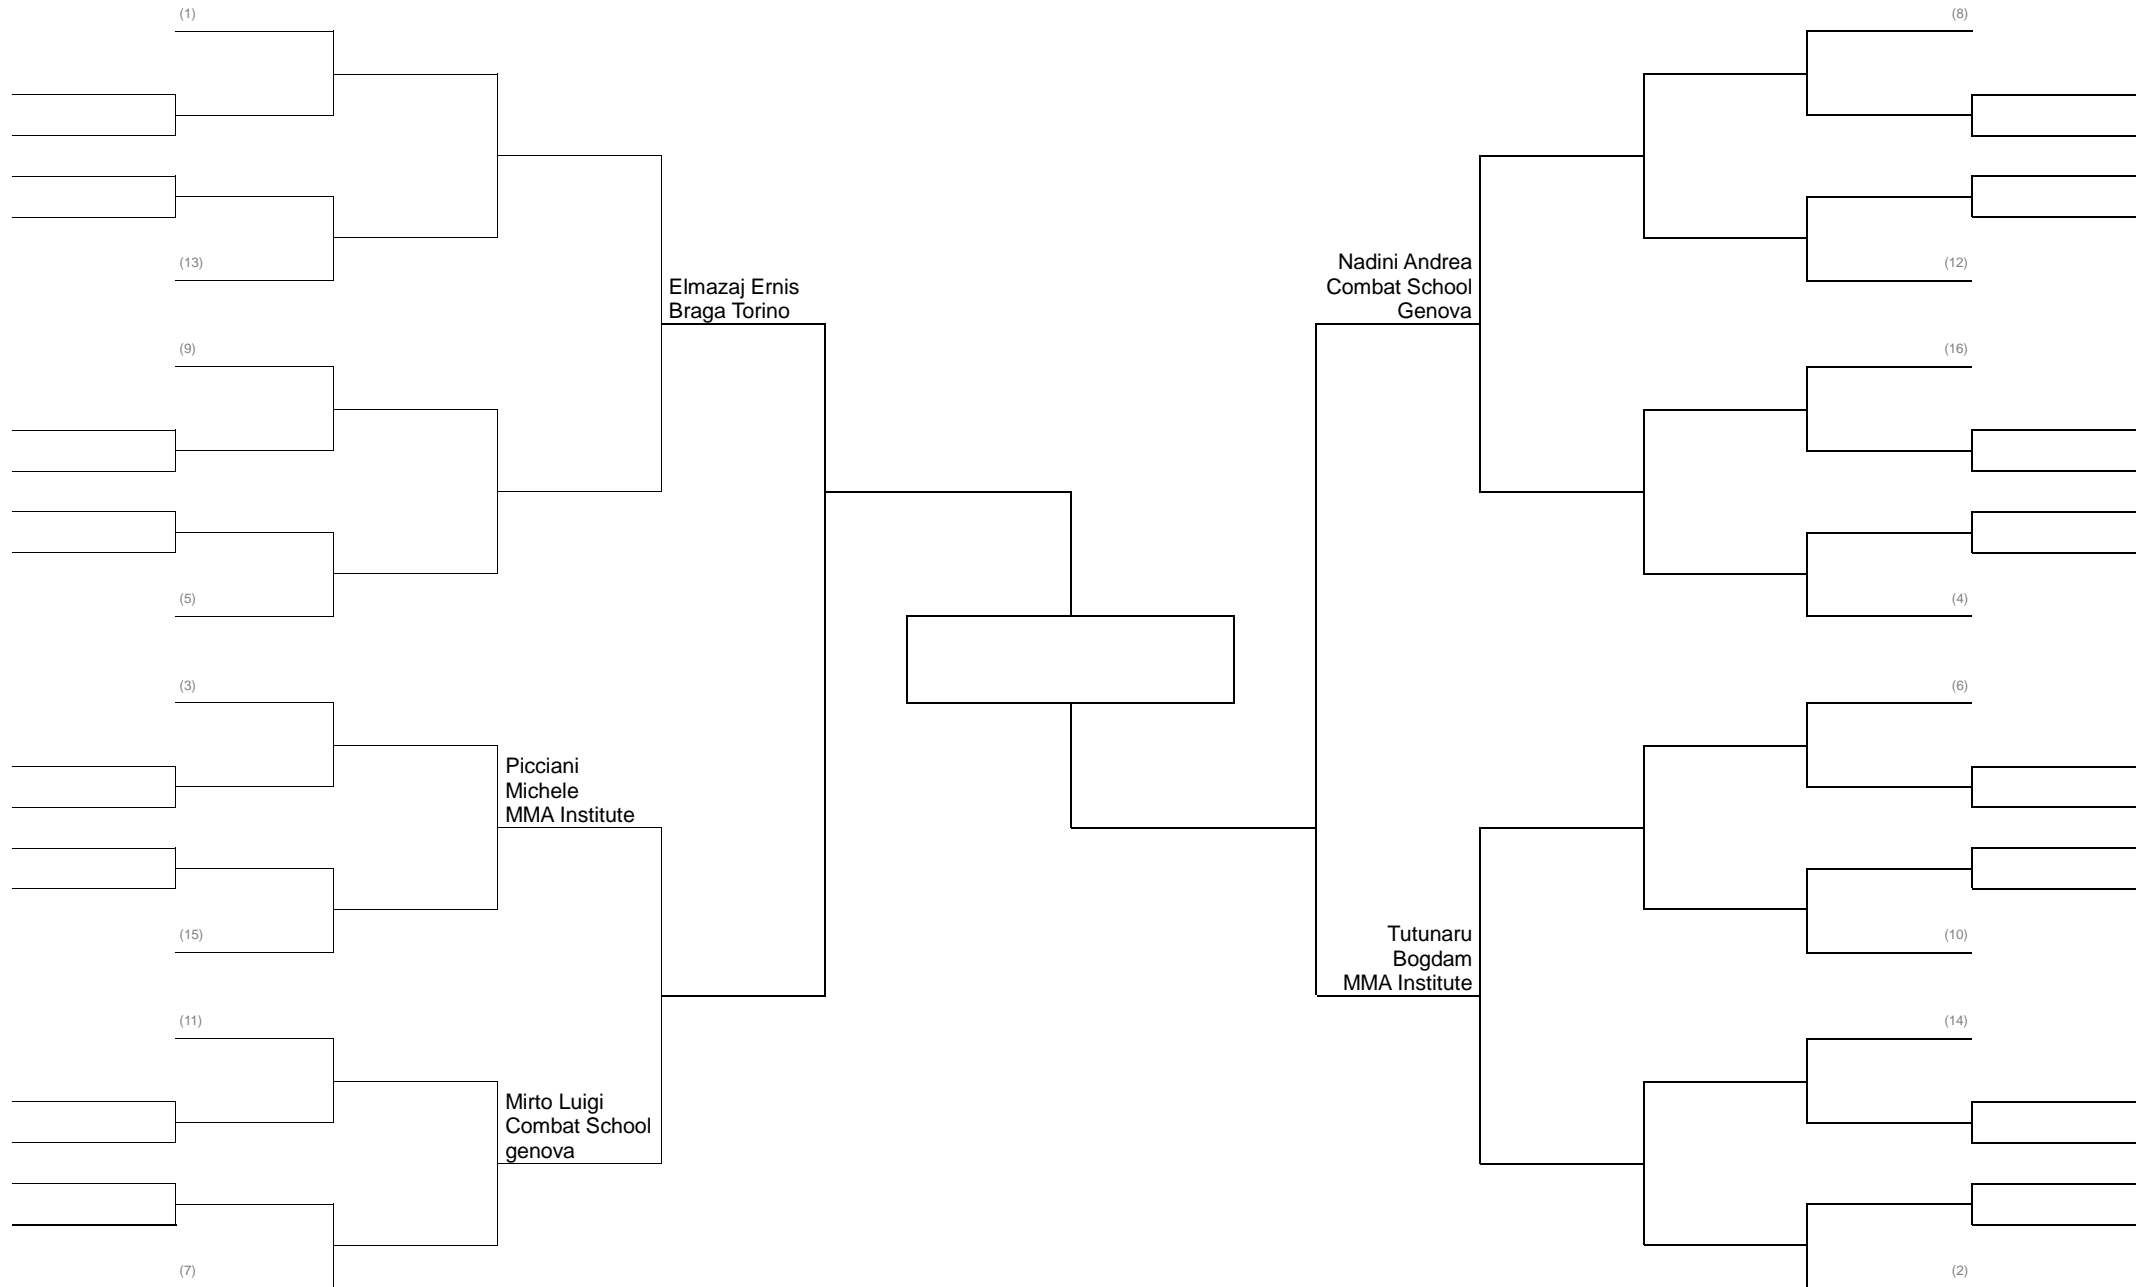 (1)
(8)
(13)
(12)
Elmazaj Ernis
Braga Torino
Nadini Andrea
Combat School
Genova
(9)
(16)
(5)
(4)
(3)
(6)
Picciani
Michele
MMA Institute
(15)
(10)
Tutunaru
Bogdam
MMA Institute
(11)
(14)
Mirto Luigi
Combat School
genova
(7)
(2)